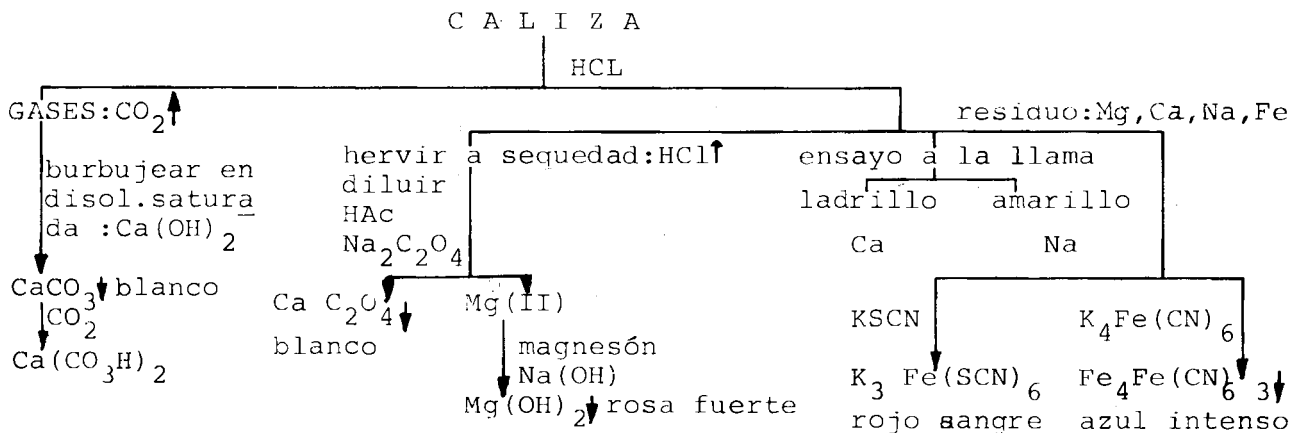 C A L I Z A
HCL
GASES:CO2
residuo:Mg,Ca,Na,Fe
burbujear en
disol.satura
da :Ca(OH)2
CaCO3 blanco
CO2
Ca(CO3H)2
hervir a sequedad:HCl
diluir
HAc
Na2C2O4
Ca C2O4
blanco
Mg(II)
magnesón
Na(OH)
Mg(OH)2 rosa fuerte
ensayo a la llama
ladrillo amarillo
Ca Na
KSCN
K3 Fe(SCN)6
rojo sangre
K4Fe(CN)6
Fe4Fe(CN)6 3
azul intenso